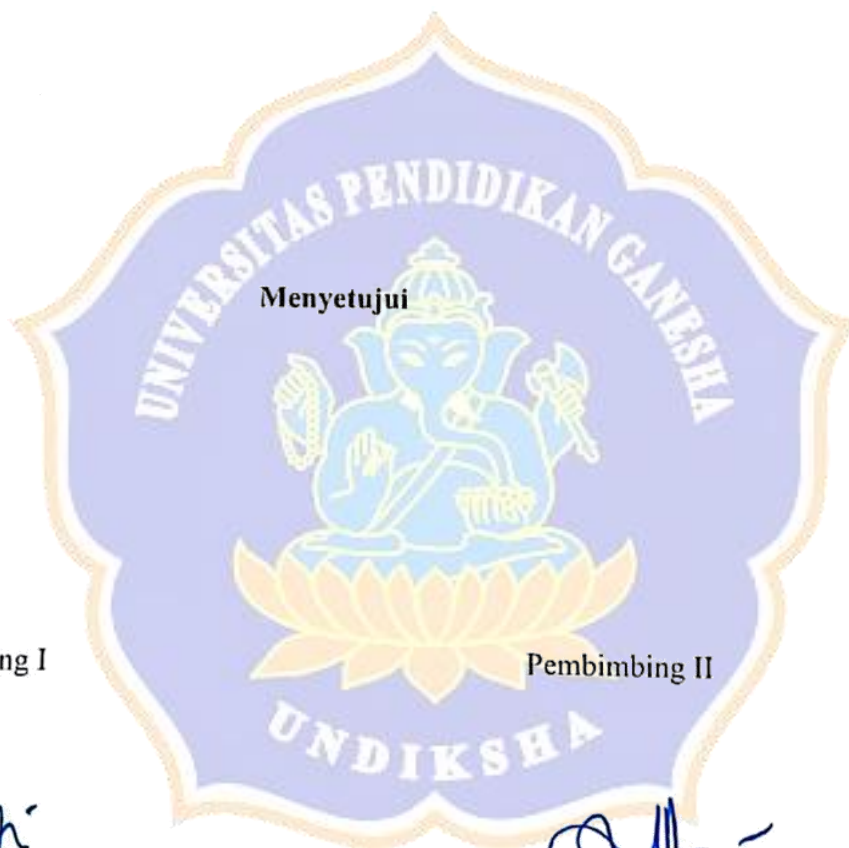 UNIVERSITAS PENDIDIKAN GANESHA
Menyetujui
ng I
Pembimbing II
UNDIKSHA